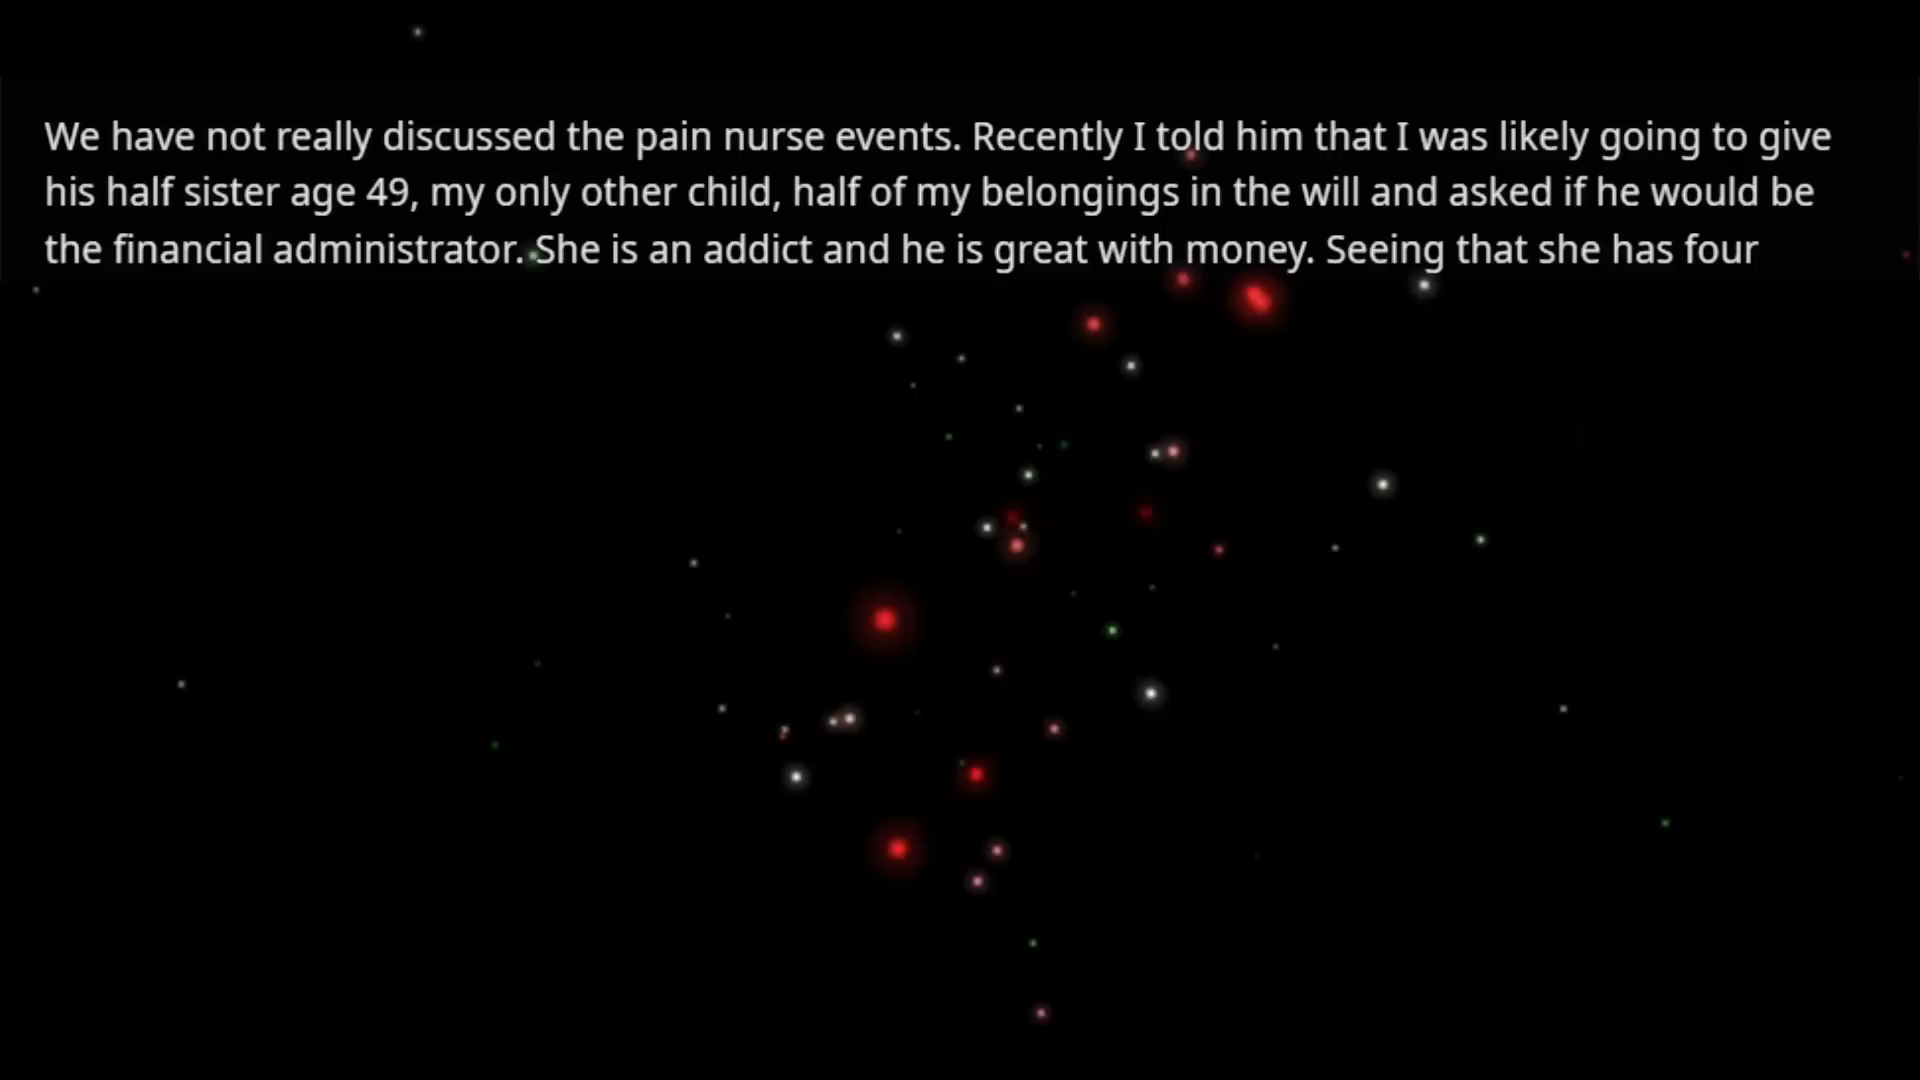 We have not really discussed the pain nurse events. Recently I told him that I was likely going to give
his half sister age 49, my only other child, half of my belongings in the will and asked if he would be
the financial administrator. She is an addict and he is great with money. Seeing that she has four